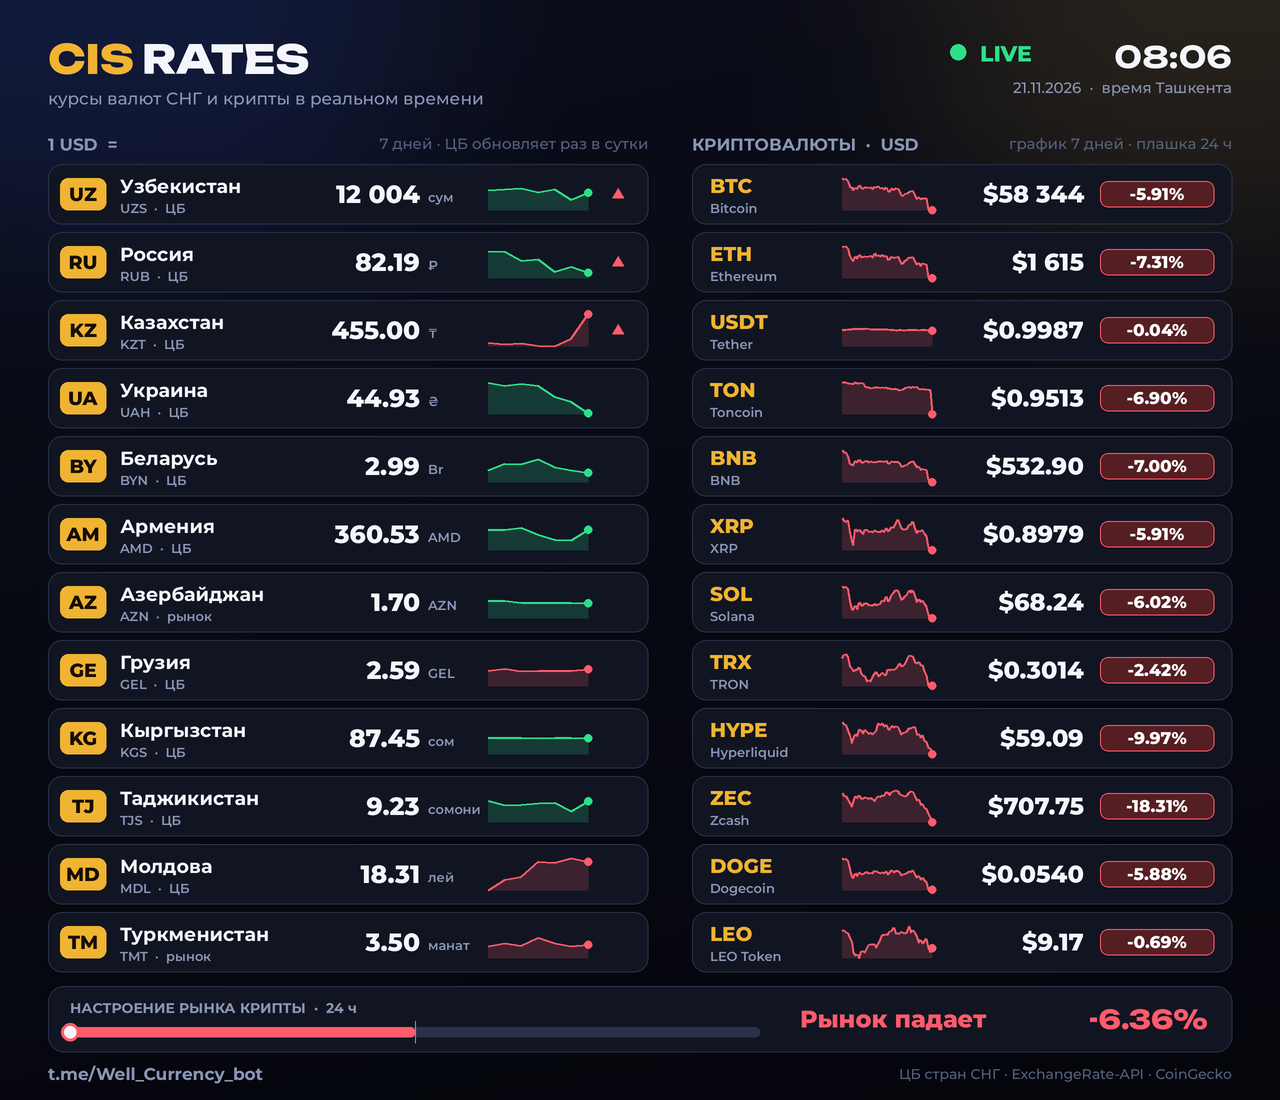 CIS RATES
курсы валют СНГ и крипты в реальном времени
LIVE
08:06
21.11.2026 · время Ташкента
1 USD =
7 дней · ЦБ обновляет раз в сутки
UZ Узбекистан 12 004 сум
UZS · ЦБ
RU Россия 82.19 ₽
RUB · ЦБ
KZ Казахстан 455.00 ₸
KZT · ЦБ
UA Украина 44.93 ₴
UAH · ЦБ
BY Беларусь 2.99 Br
BYN · ЦБ
AM Армения 360.53 AMD
AMD · ЦБ
AZ Азербайджан 1.70 AZN
AZN · рынок
GE Грузия 2.59 GEL
GEL · ЦБ
KG Кыргызстан 87.45 сом
KGS · ЦБ
TJ Таджикистан 9.23 сомони
TJS · ЦБ
MD Молдова 18.31 лей
MDL · ЦБ
TM Туркменистан 3.50 манат
TMT · рынок
КРИПТОВАЛЮТЫ · USD
график 7 дней · плашка 24 ч
BTC $58 344 -5.91%
Bitcoin
ETH $1 615 -7.31%
Ethereum
USDT $0.9987 -0.04%
Tether
TON $0.9513 -6.90%
Toncoin
BNB $532.90 -7.00%
BNB
XRP $0.8979 -5.91%
XRP
SOL $68.24 -6.02%
Solana
TRX $0.3014 -2.42%
TRON
HYPE $59.09 -9.97%
Hyperliquid
ZEC $707.75 -18.31%
Zcash
DOGE $0.0540 -5.88%
Dogecoin
LEO $9.17 -0.69%
LEO Token
НАСТРОЕНИЕ РЫНКА КРИПТЫ · 24 ч
Рынок падает -6.36%
t.me/Well_Currency_bot
ЦБ стран СНГ · ExchangeRate-API · CoinGecko